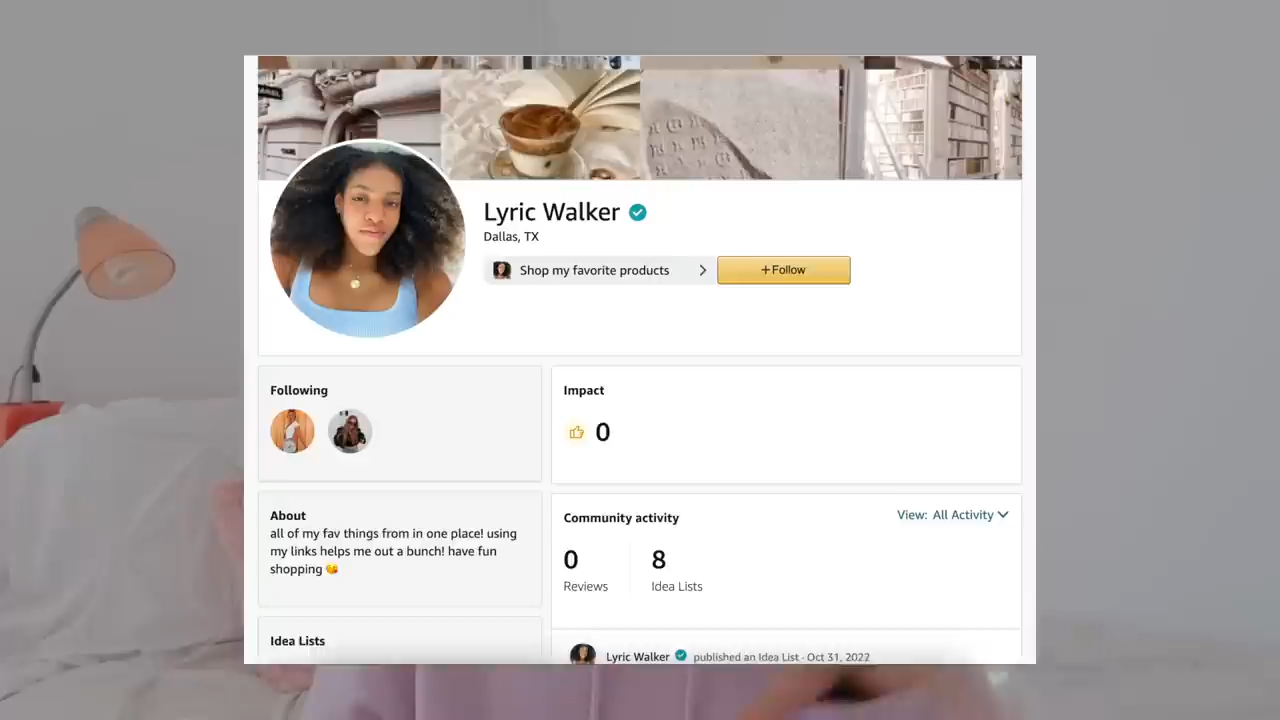 Lyric Walker
Dallas, TX
Shop my favorite products
+Follow
Following
Impact
0
About
all of my fav things from in one place! using
my links helps me out a bunch! have fun
shopping 😘
Community activity
View: All Activity
0
8
Reviews
Idea Lists
Idea Lists
Lyric Walker published an Idea List · Oct 31, 2022